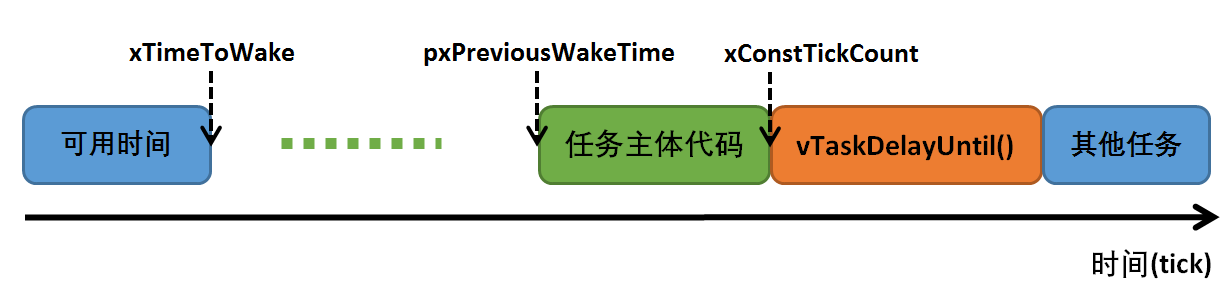 xTimeToWake
pxPreviousWakeTime
xConstTickCount
可用时间
任务主体代码
vTaskDelayUntil()
其他任务
时间(tick)